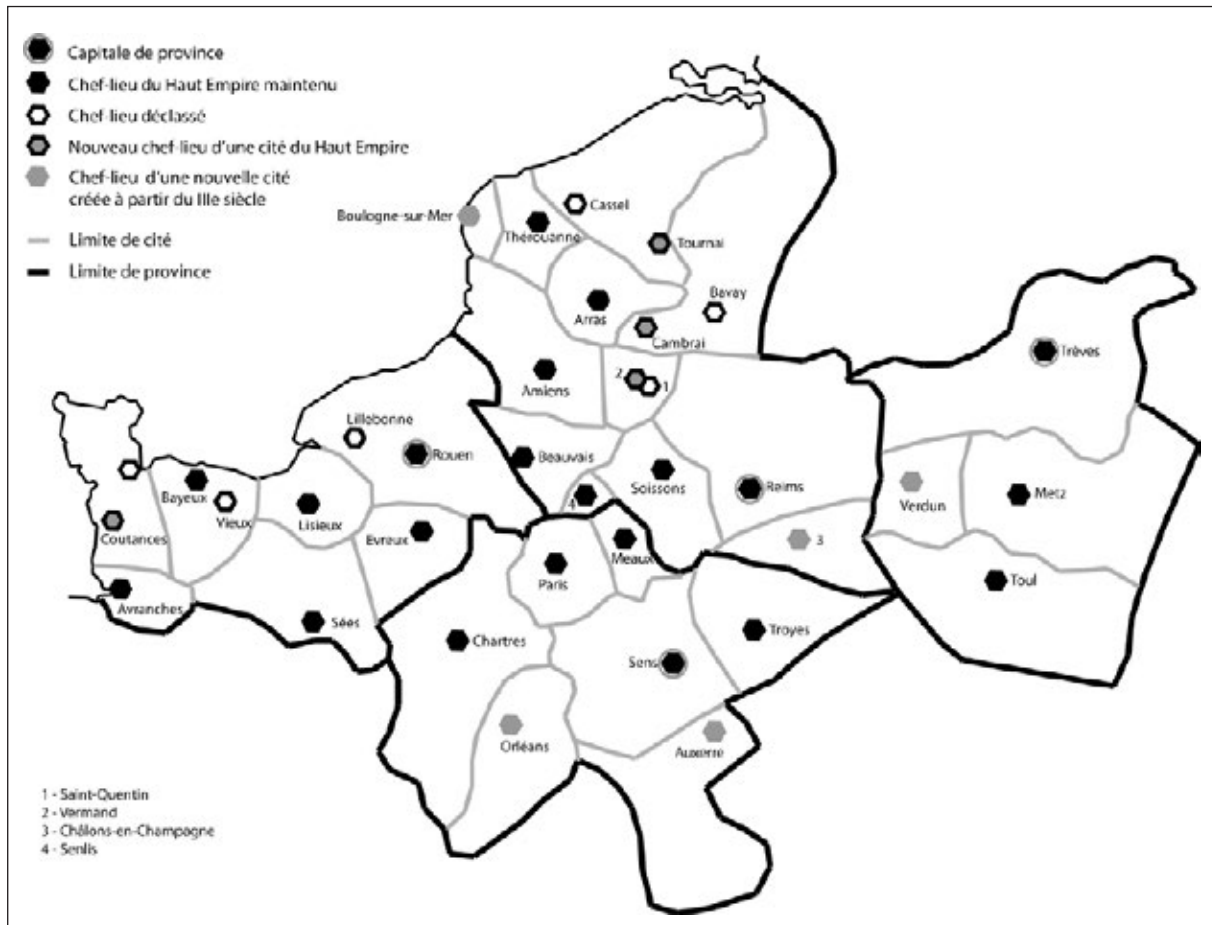 Capitale de province
Chef-lieu du Haut Empire maintenu
Chef-lieu déclassé
Nouveau chef-lieu d'une cité du Haut Empire
Chef-lieu d'une nouvelle cité
créée à partir du IIIe siècle
Limite de cité
Limite de province
Boulogne-sur-Mer
Cassel
Thérouanne
Tournai
Bavay
Arras
Cambrai
Trèves
2
1
Amiens
Lillebonne
Rouen
Beauvais
Soissons
Reims
Verdun
Metz
Bayeux
Vieux
Lisieux
4
Coutances
Evreux
Meaux
3
Paris
Toul
Avranches
Sées
Chartres
Troyes
Sens
Orléans
Auxerre
1 - Saint-Quentin
2 - Vermand
3 - Châlons-en-Champagne
4 - Senlis